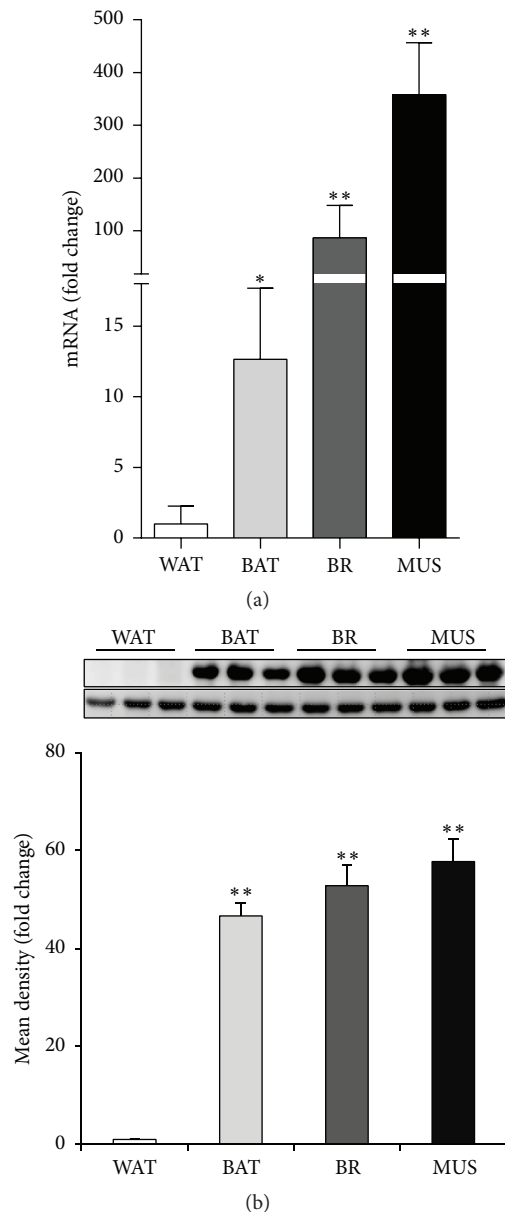 500
400
300
200
100
15
10
5
0
mRNA (fold change)
*
**
**
WAT BAT BR MUS
(a)
WAT BAT BR MUS
80
60
40
20
0
Mean density (fold change)
**
**
**
WAT BAT BR MUS
(b)